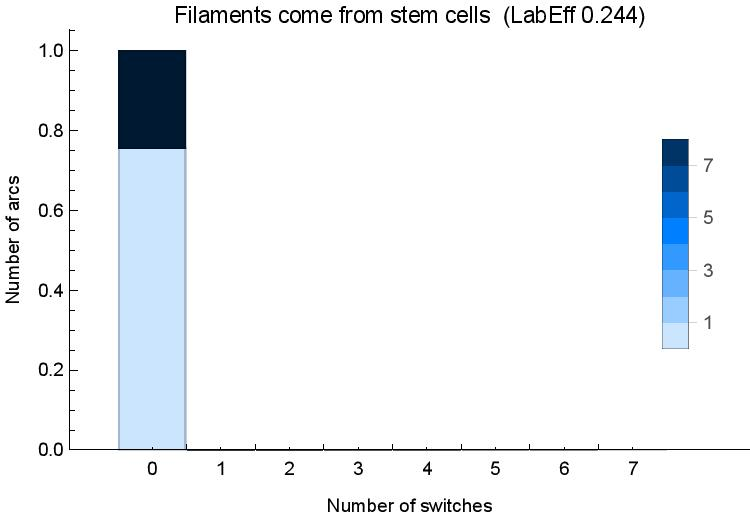 Filaments come from stem cells (LabEff 0.244)
Number of arcs
1.0
0.8
0.6
0.4
0.2
0.0
0 1 2 3 4 5 6 7
Number of switches
7
5
3
1